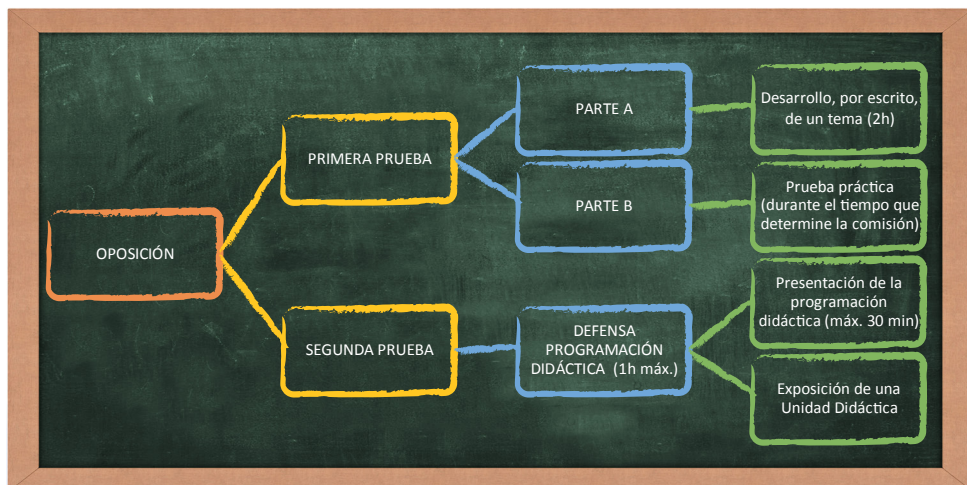 OPOSICIÓN
PRIMERA PRUEBA
PARTE A
Desarrollo, por escrito,
de un tema (2h)
PARTE B
Prueba práctica
(durante el tiempo que
determine la comisión)
SEGUNDA PRUEBA
DEFENSA
PROGRAMACIÓN
DIDÁCTICA (1h máx.)
Presentación de la
programación
didáctica (máx. 30 min)
Exposición de una
Unidad Didáctica